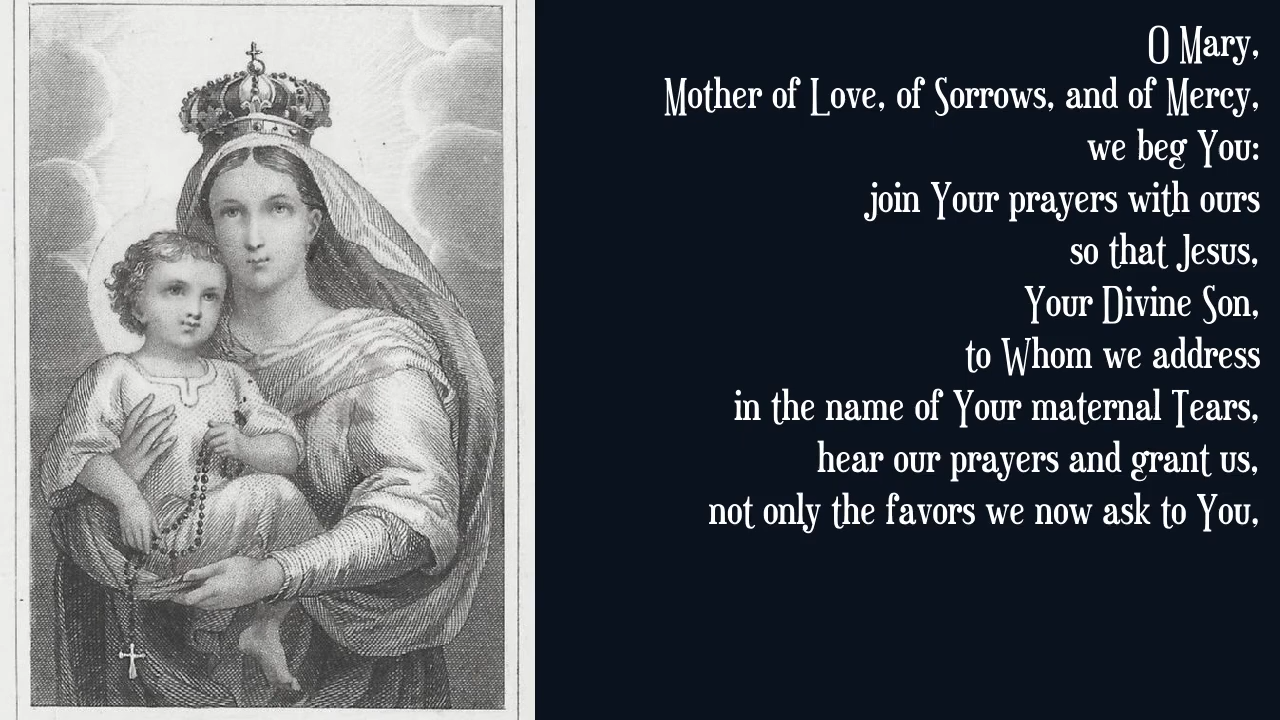 O Mary,
Mother of Love, of Sorrows, and of Mercy,
we beg You:
join Your prayers with ours
so that Jesus,
Your Divine Son,
to Whom we address
in the name of Your maternal Tears,
hear our prayers and grant us,
not only the favors we now ask to You,